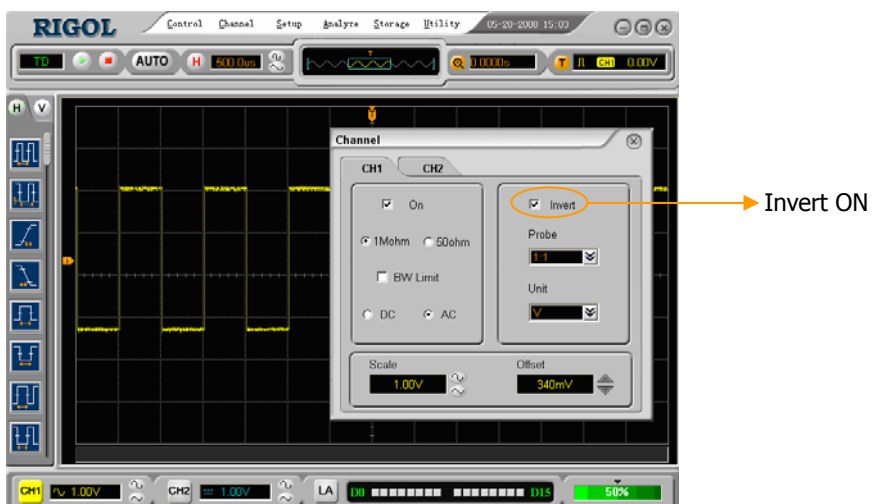 RIGOL Control Channel Setup Analyre Storage Utility 05-20-2008 15:03
TD AUTO H 500.0us 0.0000s T CH1 0.00V
H V
T
Channel
CH1 CH2
On
Invert
Invert ON
1Mohm 50ohm
Probe
1:1
BW Limit
Unit
DC AC
V
Scale
Offset
1.00V
340mV
CH1 1.00V CH2 1.00V LA D0 D15 50%